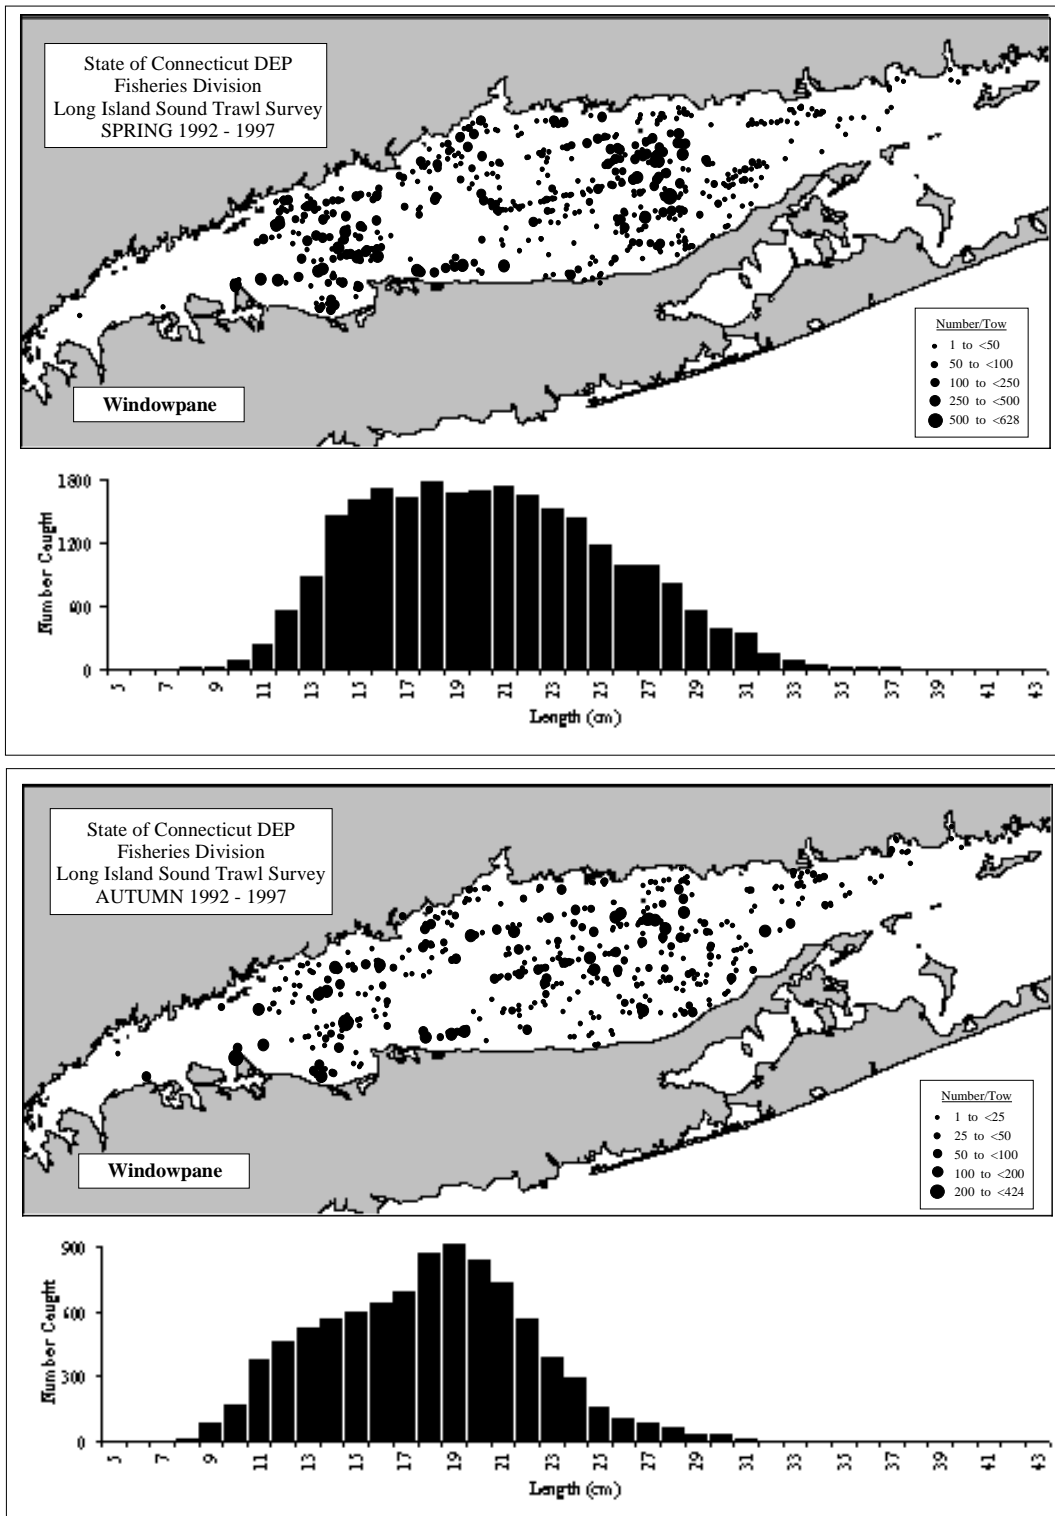 State of Connecticut DEP
Fisheries Division
Long Island Sound Trawl Survey
SPRING 1992 - 1997
Windowpane
Number/Tow
1 to <50
50 to <100
100 to <250
250 to <500
500 to <628
Number Caught
1800
1200
600
0
5 7 9 11 13 15 17 19 21 23 25 27 29 31 33 35 37 39 41 43
Length (cm)
State of Connecticut DEP
Fisheries Division
Long Island Sound Trawl Survey
AUTUMN 1992 - 1997
Windowpane
Number/Tow
1 to <25
25 to <50
50 to <100
100 to <200
200 to <424
Number Caught
900
600
300
0
5 7 9 11 13 15 17 19 21 23 25 27 29 31 33 35 37 39 41 43
Length (cm)